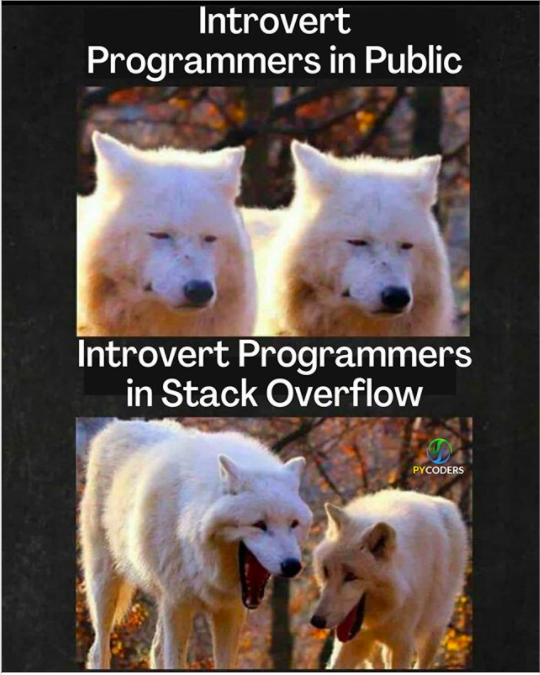 Introvert
Programmers in Public
Introvert Programmers
in Stack Overflow
PYCODERS